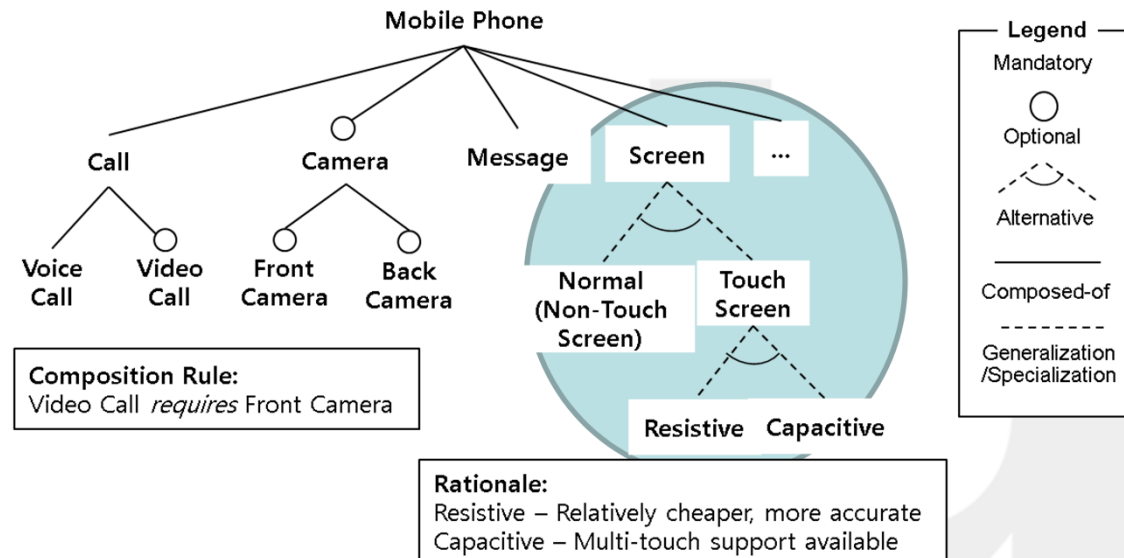 Mobile Phone
Call
Camera
Message
Screen
...
Voice
Call
Video
Call
Front
Camera
Back
Camera
Normal
(Non-Touch
Screen)
Touch
Screen
Resistive
Capacitive
Composition Rule:
Video Call requires Front Camera
Rationale:
Resistive – Relatively cheaper, more accurate
Capacitive – Multi-touch support available
Legend
Mandatory
Optional
Alternative
Composed-of
Generalization
/Specialization